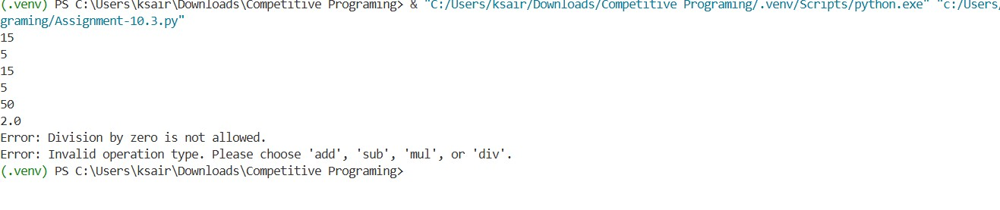 (.venv) PS C:\Users\ksair\Downloads\Competitive Programing> & "C:/Users/ksair/Downloads/Competitive Programing/.venv/Scripts/python.exe" "c:/Users/
graming/Assignment-10.3.py"
15
5
15
5
50
2.0
Error: Division by zero is not allowed.
Error: Invalid operation type. Please choose 'add', 'sub', 'mul', or 'div'.
(.venv) PS C:\Users\ksair\Downloads\Competitive Programing>